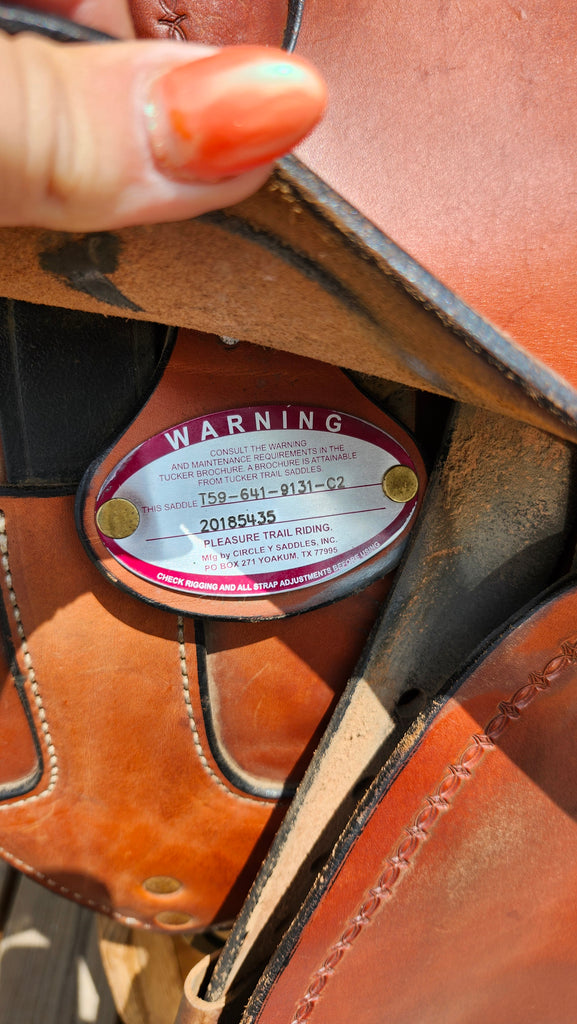 WARNING
CONSULT THE WARNING
AND MAINTENANCE REQUIREMENTS IN THE
TUCKER BROCHURE. A BROCHURE IS ATTAINABLE
FROM TUCKER TRAIL SADDLES
THIS SADDLE T59-641-9131-C2
20185435
PLEASURE TRAIL RIDING.
Mfg by CIRCLE Y SADDLES, INC.
PO BOX 271 YOAKUM, TX 77995
CHECK RIGGING AND ALL STRAP ADJUSTMENTS BEFORE USING